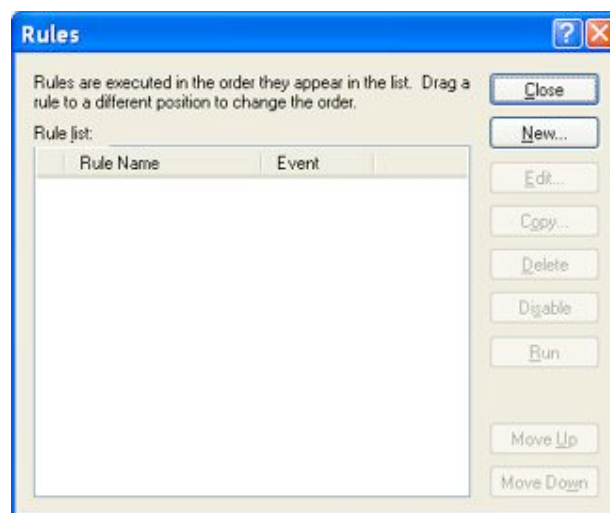 Rules
Rules are executed in the order they appear in the list. Drag a
rule to a different position to change the order.
Rule list:
Rule Name Event
Close
New...
Edit...
Copy...
Delete
Disable
Run
Move Up
Move Down